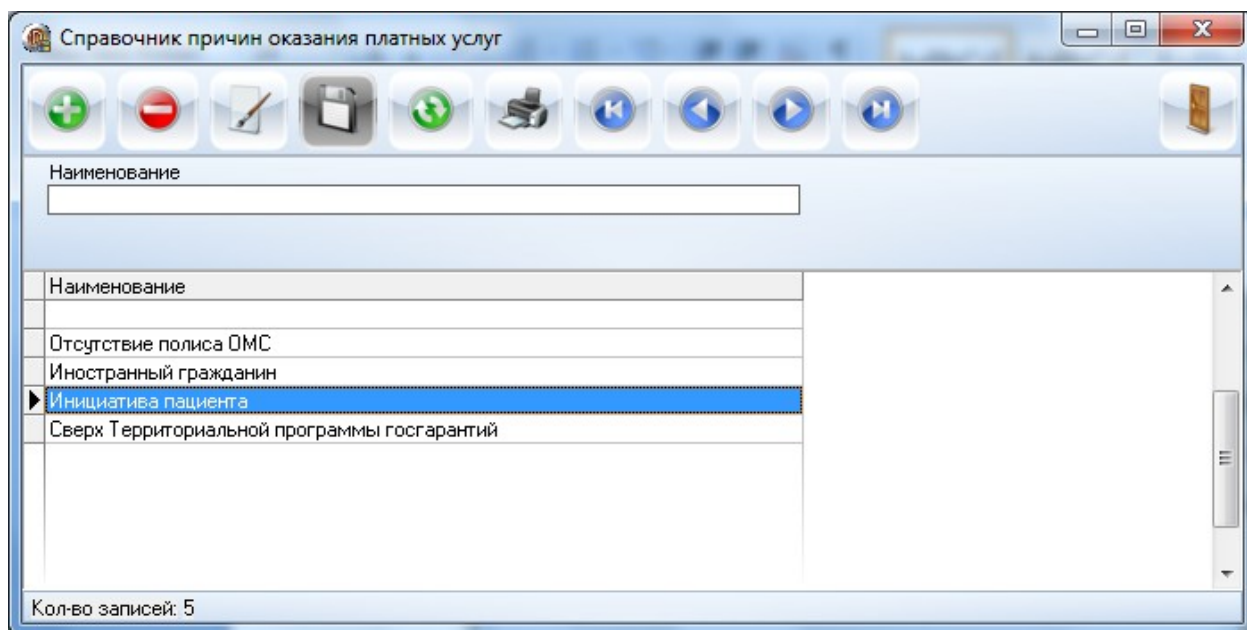 Справочник причин оказания платных услуг
Наименование
Наименование
Отсутствие полиса ОМС
Иностранный гражданин
Инициатива пациента
Сверх Территориальной программы госгарантий
Кол-во записей: 5